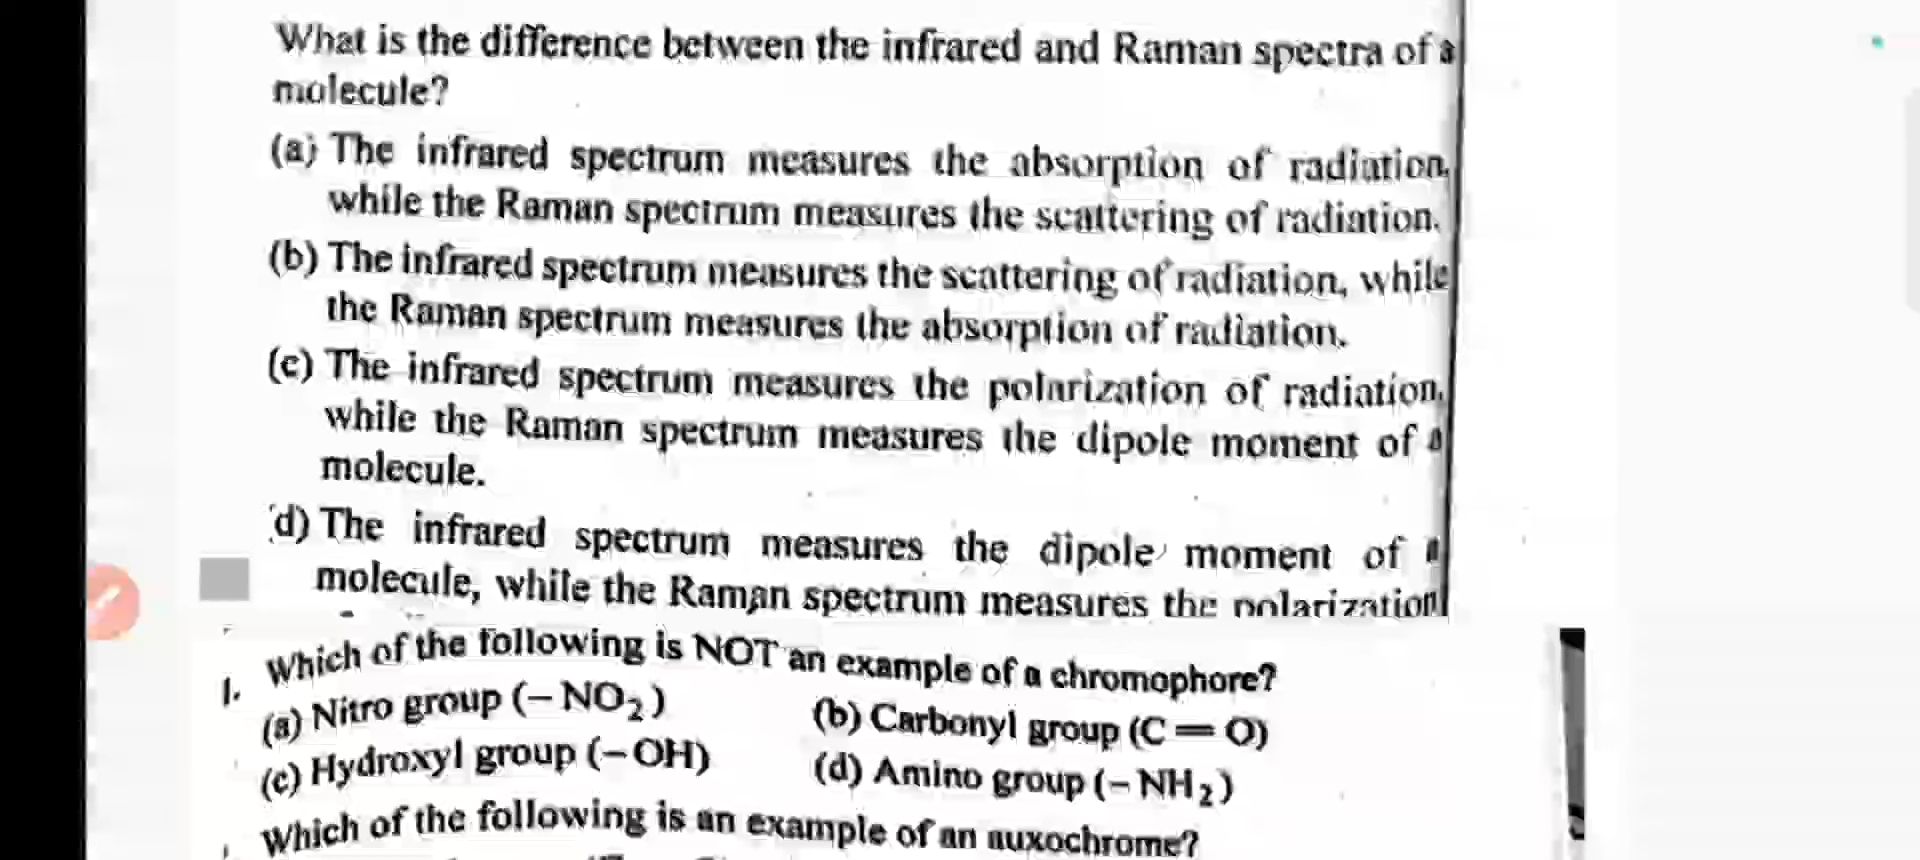 What is the difference between the infrared and Raman spectra of a
molecule?
(a) The infrared spectrum measures the absorption of radiation,
while the Raman spectrum measures the scattering of radiation.
(b) The infrared spectrum measures the scattering of radiation, while
the Raman spectrum measures the absorption of radiation.
(c) The infrared spectrum measures the polarization of radiation,
while the Raman spectrum measures the dipole moment of a
molecule.
(d) The infrared spectrum measures the dipole moment of a
molecule, while the Raman spectrum measures the polarization
1. Which of the following is NOT an example of a chromophore?
(a) Nitro group (– NO₂)
(b) Carbonyl group (C = O)
(c) Hydroxyl group (– OH)
(d) Amino group (– NH₂)
Which of the following is an example of an auxochrome?